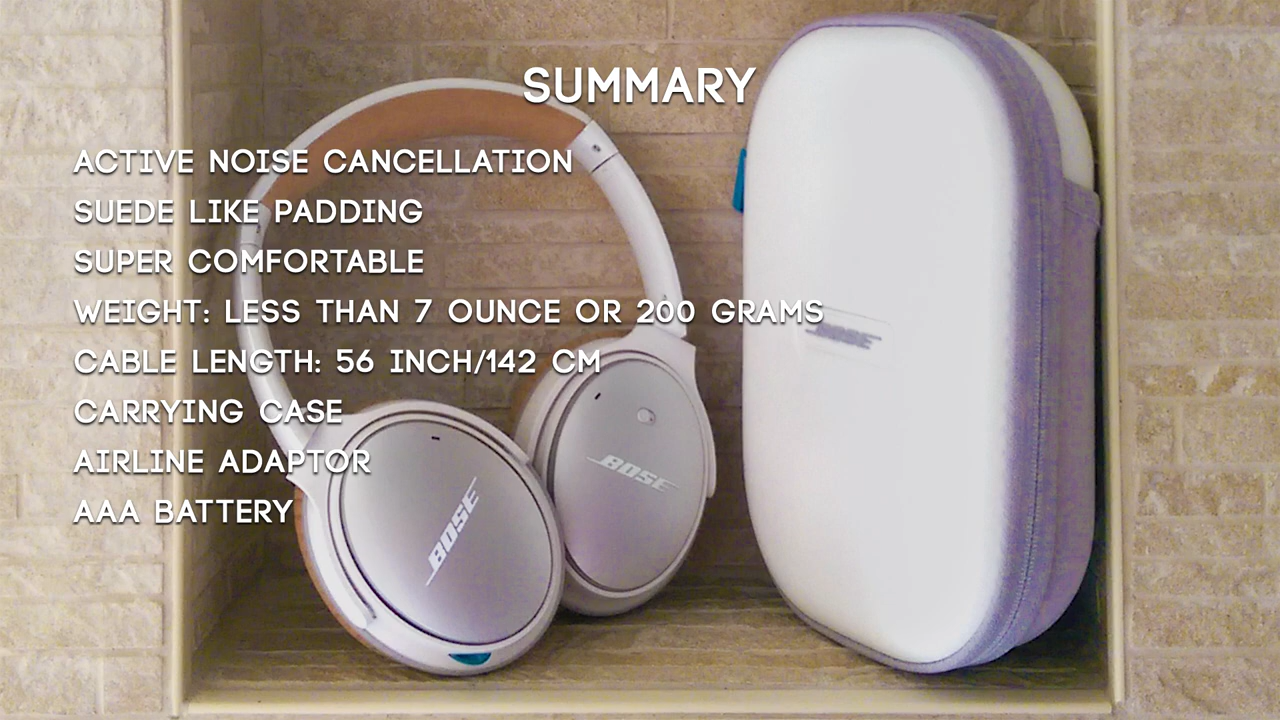 SUMMARY
ACTIVE NOISE CANCELLATION
SUEDE LIKE PADDING
SUPER COMFORTABLE
WEIGHT: LESS THAN 7 OUNCE OR 200 GRAMS
CABLE LENGTH: 56 INCH/142 CM
CARRYING CASE
AIRLINE ADAPTOR
AAA BATTERY
BOSE
BOSE
BOSE